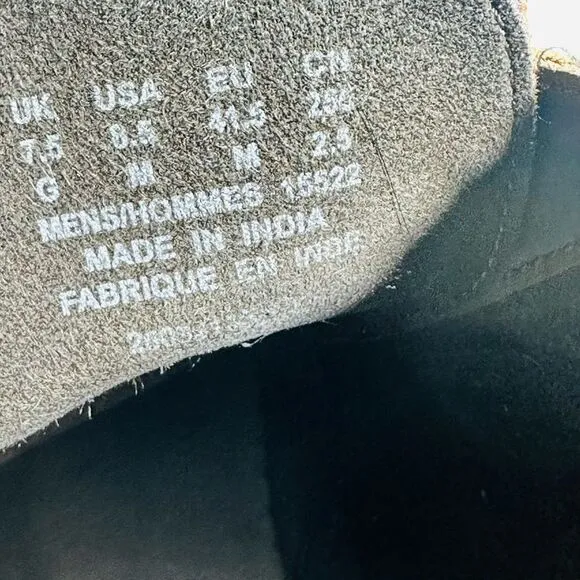 UK USA EU CN
7.5 8.5 41.5 255
G M M 2.5
MENS/HOMMES 15522
MADE IN INDIA
FABRIQUE EN INDE